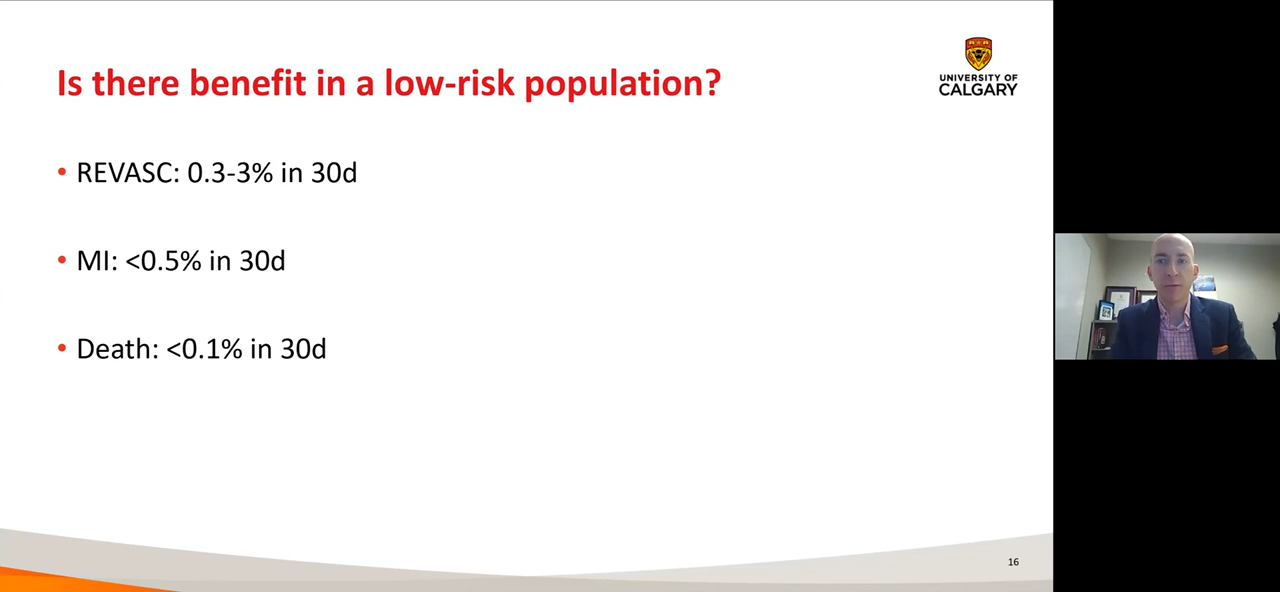 Is there benefit in a low-risk population?
UNIVERSITY OF
CALGARY
• REVASC: 0.3-3% in 30d
• MI: <0.5% in 30d
• Death: <0.1% in 30d
16